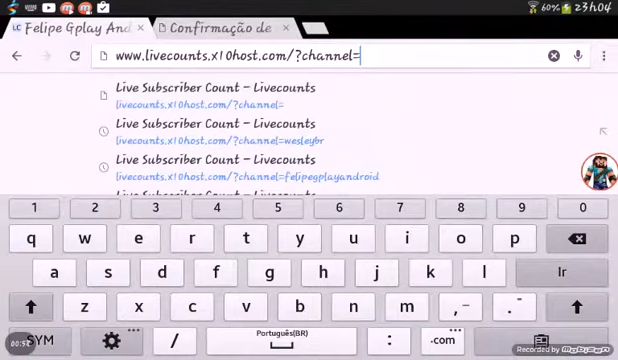 60% 23h04
LC Felipe Gplay And
Confirmação de
www.livecounts.x10host.com/?channel=
Live Subscriber Count - Livecounts
livecounts.x10host.com/?channel=
Live Subscriber Count - Livecounts
livecounts.x10host.com/?channel=wesleybr
Live Subscriber Count - Livecounts
livecounts.x10host.com/?channel=felipegplayandroid
1 2 3 4 5 6 7 8 9 0
q w e r t y u i o p
a s d f g h j k l Ir
z x c v b n m ,- .-
SYM / Português(BR) : .com
Recorded by Mobizen